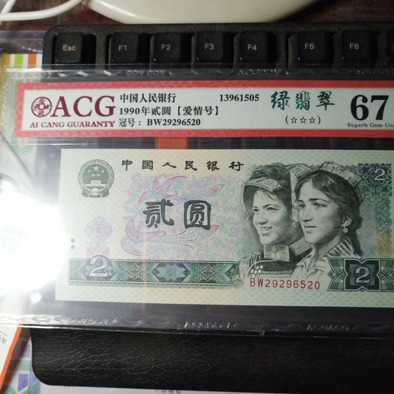 Esc F1 F2 F3 F4 F5 F6
ACG
AI CANG GUARANTY
中国人民银行 13961505
1990年贰圆【爱情号】
冠号: BW29296520
绿翡翠
(☆☆☆)
67
Superb Gem Un
中国人民银行
贰圆
2
2
2
BW29296520